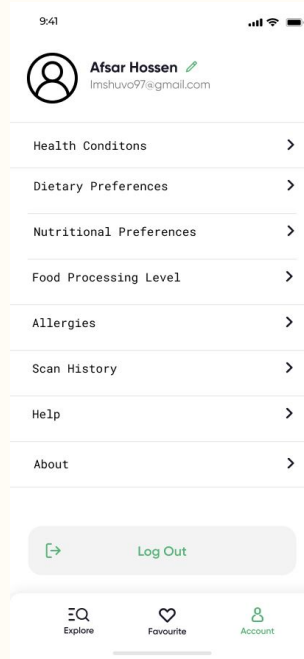 9:41
Afsar Hossen
Imshuvo97@gmail.com
Health Conditons
Dietary Preferences
Nutritional Preferences
Food Processing Level
Allergies
Scan History
Help
About
Log Out
Explore
Favourite
Account